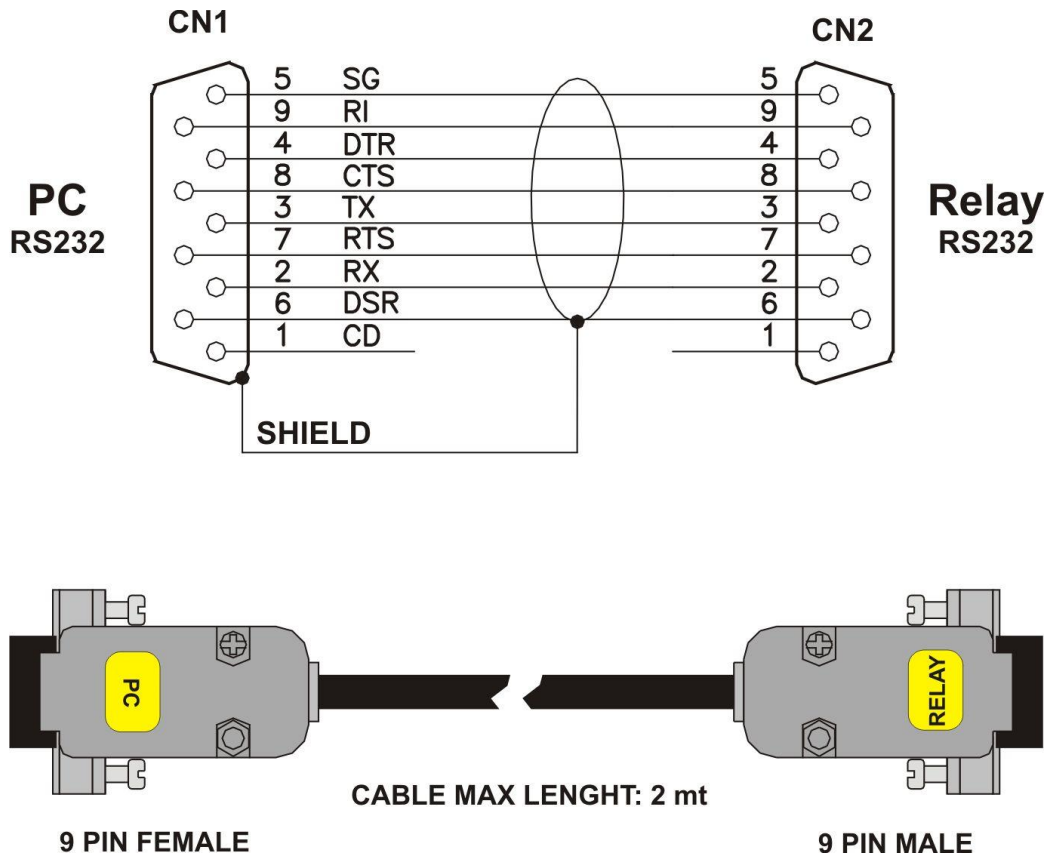 CN1
CN2
5 SG 5
9 RI 9
4 DTR 4
8 CTS 8
3 TX 3
7 RTS 7
2 RX 2
6 DSR 6
1 CD 1
PC
RS232
Relay
RS232
SHIELD
PC
RELAY
CABLE MAX LENGHT: 2 mt
9 PIN FEMALE
9 PIN MALE